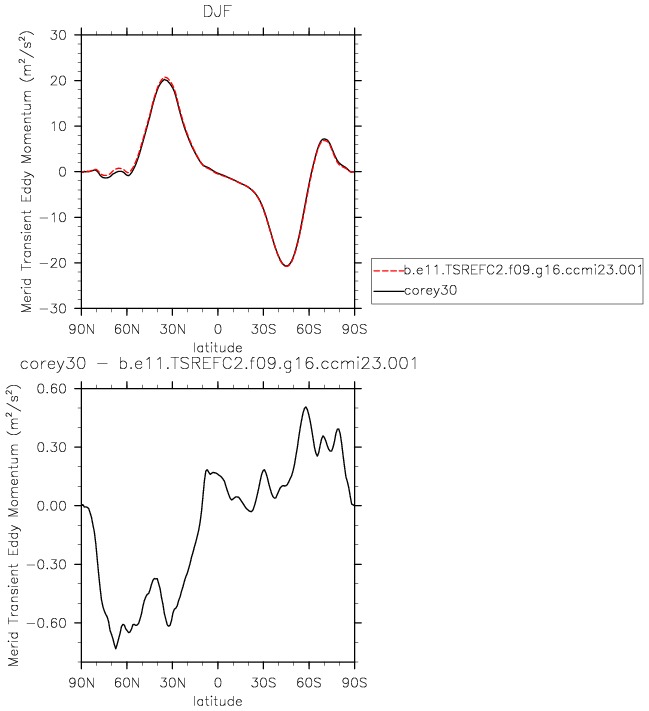 DJF
Merid Transient Eddy Momentum (m²/s²)
30
20
10
0
−10
−20
−30
90N 60N 30N 0 30S 60S 90S
latitude
b.e11.TSREFC2.f09.g16.ccmi23.001
corey30
corey30 − b.e11.TSREFC2.f09.g16.ccmi23.001
Merid Transient Eddy Momentum (m²/s²)
0.60
0.30
0.00
−0.30
−0.60
90N 60N 30N 0 30S 60S 90S
latitude